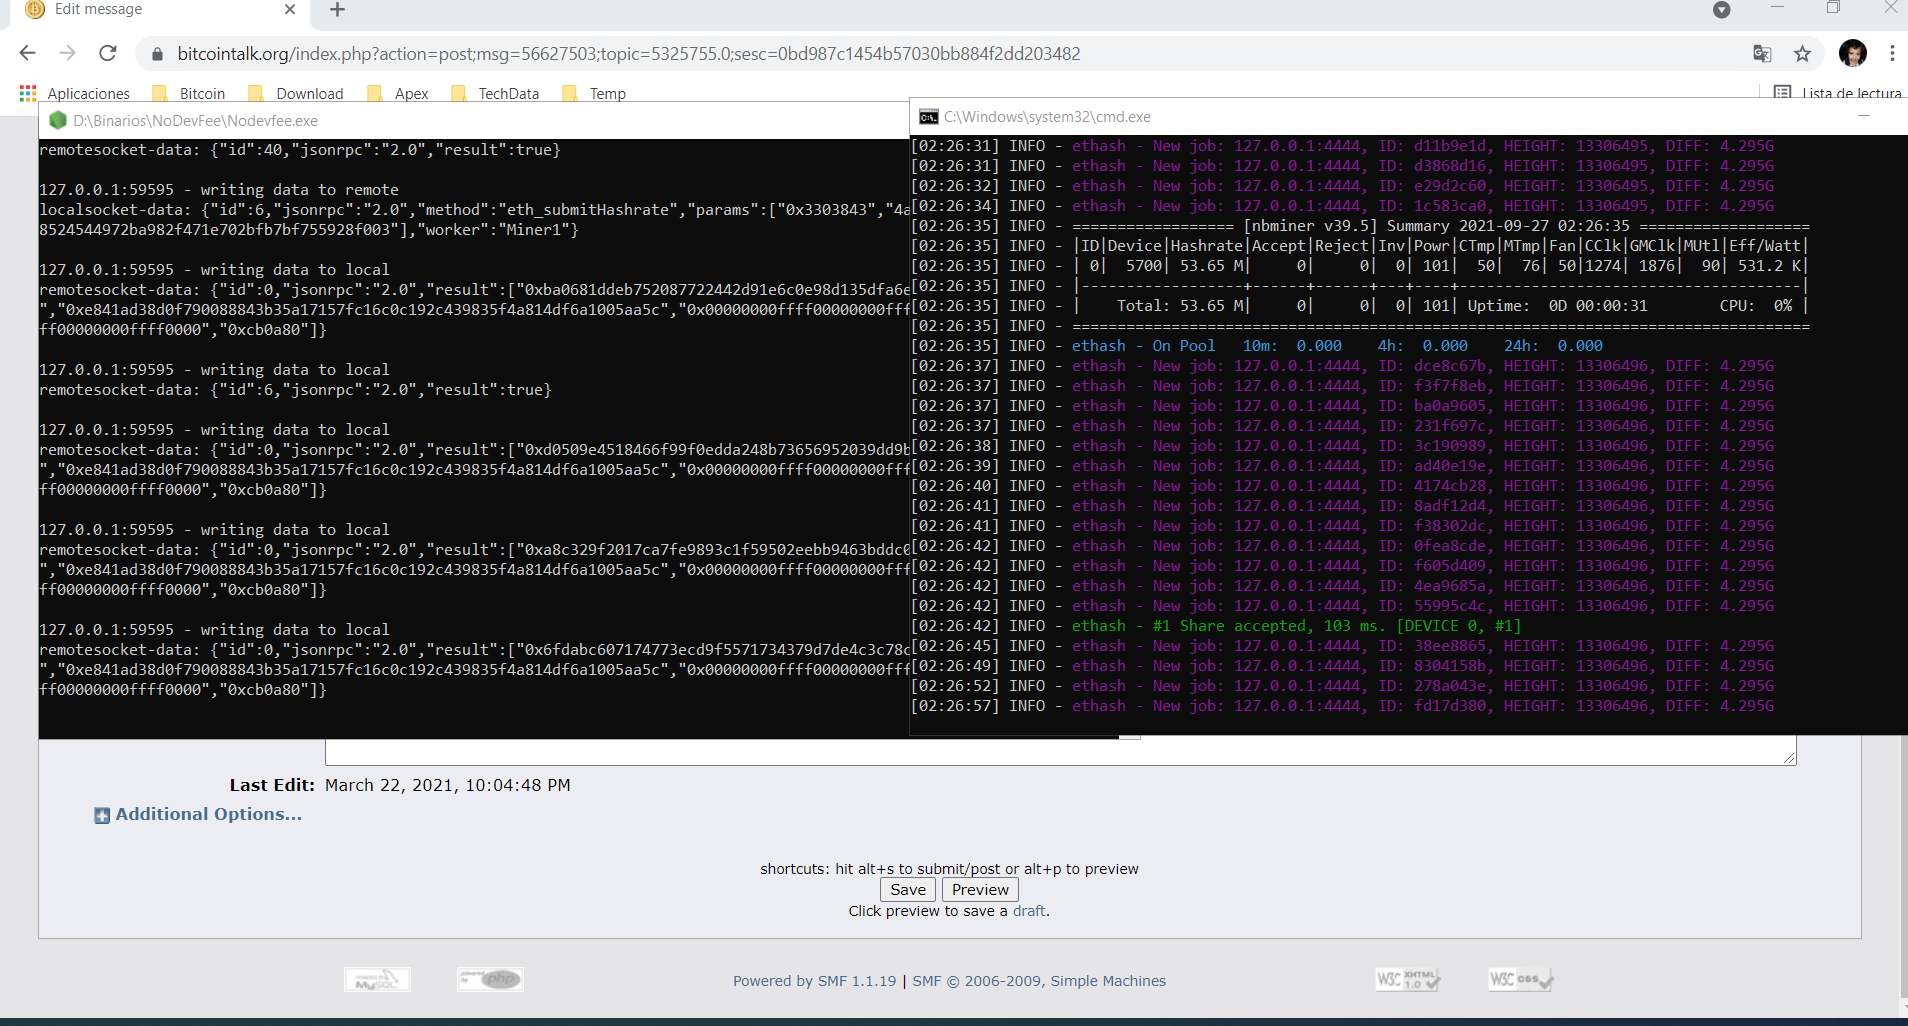 Edit message
bitcointalk.org/index.php?action=post;msg=56627503;topic=5325755.0;sesc=0bd987c1454b57030bb884f2dd203482
Aplicaciones Bitcoin Download Apex TechData Temp Lista de lectura
D:\Binarios\NoDevFee\Nodevfee.exe
remotesocket-data: {"id":40,"jsonrpc":"2.0","result":true}
127.0.0.1:59595 - writing data to remote
localsocket-data: {"id":6,"jsonrpc":"2.0","method":"eth_submitHashrate","params":["0x3303843","4a
8524544972ba982f471e702bfb7bf755928f003"],"worker":"Miner1"}
127.0.0.1:59595 - writing data to local
remotesocket-data: {"id":0,"jsonrpc":"2.0","result":["0xba0681ddeb752087722442d91e6c0e98d135dfa6e
","0xe841ad38d0f790088843b35a17157fc16c0c192c439835f4a814df6a1005aa5c","0x00000000ffff00000000fff
ff00000000ffff0000","0xcb0a80"]}
127.0.0.1:59595 - writing data to local
remotesocket-data: {"id":6,"jsonrpc":"2.0","result":true}
127.0.0.1:59595 - writing data to local
remotesocket-data: {"id":0,"jsonrpc":"2.0","result":["0xd0509e4518466f99f0edda248b73656952039dd9b
","0xe841ad38d0f790088843b35a17157fc16c0c192c439835f4a814df6a1005aa5c","0x00000000ffff00000000fff
ff00000000ffff0000","0xcb0a80"]}
127.0.0.1:59595 - writing data to local
remotesocket-data: {"id":0,"jsonrpc":"2.0","result":["0xa8c329f2017ca7fe9893c1f59502eebb9463bddc0
","0xe841ad38d0f790088843b35a17157fc16c0c192c439835f4a814df6a1005aa5c","0x00000000ffff00000000fff
ff00000000ffff0000","0xcb0a80"]}
127.0.0.1:59595 - writing data to local
remotesocket-data: {"id":0,"jsonrpc":"2.0","result":["0x6fdabc607174773ecd9f5571734379d7de4c3c78c
","0xe841ad38d0f790088843b35a17157fc16c0c192c439835f4a814df6a1005aa5c","0x00000000ffff00000000fff
ff00000000ffff0000","0xcb0a80"]}
C:\Windows\system32\cmd.exe
[02:26:31] INFO - ethash - New job: 127.0.0.1:4444, ID: d11b9e1d, HEIGHT: 13306495, DIFF: 4.295G
[02:26:31] INFO - ethash - New job: 127.0.0.1:4444, ID: d3868d16, HEIGHT: 13306495, DIFF: 4.295G
[02:26:32] INFO - ethash - New job: 127.0.0.1:4444, ID: e29d2c60, HEIGHT: 13306495, DIFF: 4.295G
[02:26:34] INFO - ethash - New job: 127.0.0.1:4444, ID: 1c583ca0, HEIGHT: 13306495, DIFF: 4.295G
[02:26:35] INFO - ================== [nbminer v39.5] Summary 2021-09-27 02:26:35 ===================
[02:26:35] INFO - |ID|Device|Hashrate|Accept|Reject|Inv|Powr|CTmp|MTmp|Fan|CClk|GMClk|MUtl|Eff/Watt|
[02:26:35] INFO - | 0|  5700| 53.65 M|     0|     0|  0| 101|  50|  76| 50|1274| 1876|  90| 531.2 K|
[02:26:35] INFO - |------------------+------+------+---+----+--------------------------------------|
[02:26:35] INFO - |    Total: 53.65 M|     0|     0|  0| 101| Uptime:  0D 00:00:31        CPU:  0% |
[02:26:35] INFO - ==================================================================================
[02:26:35] INFO - ethash - On Pool   10m:  0.000    4h:  0.000    24h:  0.000
[02:26:37] INFO - ethash - New job: 127.0.0.1:4444, ID: dce8c67b, HEIGHT: 13306496, DIFF: 4.295G
[02:26:37] INFO - ethash - New job: 127.0.0.1:4444, ID: f3f7f8eb, HEIGHT: 13306496, DIFF: 4.295G
[02:26:37] INFO - ethash - New job: 127.0.0.1:4444, ID: ba0a9605, HEIGHT: 13306496, DIFF: 4.295G
[02:26:37] INFO - ethash - New job: 127.0.0.1:4444, ID: 231f697c, HEIGHT: 13306496, DIFF: 4.295G
[02:26:38] INFO - ethash - New job: 127.0.0.1:4444, ID: 3c190989, HEIGHT: 13306496, DIFF: 4.295G
[02:26:39] INFO - ethash - New job: 127.0.0.1:4444, ID: ad40e19e, HEIGHT: 13306496, DIFF: 4.295G
[02:26:40] INFO - ethash - New job: 127.0.0.1:4444, ID: 4174cb28, HEIGHT: 13306496, DIFF: 4.295G
[02:26:41] INFO - ethash - New job: 127.0.0.1:4444, ID: 8adf12d4, HEIGHT: 13306496, DIFF: 4.295G
[02:26:41] INFO - ethash - New job: 127.0.0.1:4444, ID: f38302dc, HEIGHT: 13306496, DIFF: 4.295G
[02:26:42] INFO - ethash - New job: 127.0.0.1:4444, ID: 0fea8cde, HEIGHT: 13306496, DIFF: 4.295G
[02:26:42] INFO - ethash - New job: 127.0.0.1:4444, ID: f605d409, HEIGHT: 13306496, DIFF: 4.295G
[02:26:42] INFO - ethash - New job: 127.0.0.1:4444, ID: 4ea9685a, HEIGHT: 13306496, DIFF: 4.295G
[02:26:42] INFO - ethash - New job: 127.0.0.1:4444, ID: 55995c4c, HEIGHT: 13306496, DIFF: 4.295G
[02:26:42] INFO - ethash - #1 Share accepted, 103 ms. [DEVICE 0, #1]
[02:26:45] INFO - ethash - New job: 127.0.0.1:4444, ID: 38ee8865, HEIGHT: 13306496, DIFF: 4.295G
[02:26:49] INFO - ethash - New job: 127.0.0.1:4444, ID: 8304158b, HEIGHT: 13306496, DIFF: 4.295G
[02:26:52] INFO - ethash - New job: 127.0.0.1:4444, ID: 278a043e, HEIGHT: 13306496, DIFF: 4.295G
[02:26:57] INFO - ethash - New job: 127.0.0.1:4444, ID: fd17d380, HEIGHT: 13306496, DIFF: 4.295G
Last Edit: March 22, 2021, 10:04:48 PM
Additional Options...
shortcuts: hit alt+s to submit/post or alt+p to preview
Save Preview
Click preview to save a draft.
POWERED BY MySQL powered by php Powered by SMF 1.1.19 | SMF © 2006-2009, Simple Machines W3C XHTML 1.0 W3C css